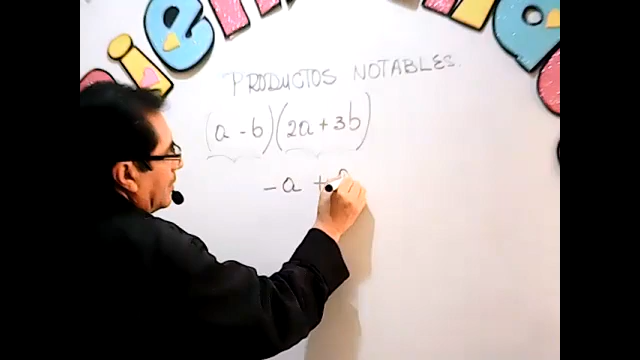 PRODUCTOS NOTABLES.
(a - b)(2a + 3b)
- a +